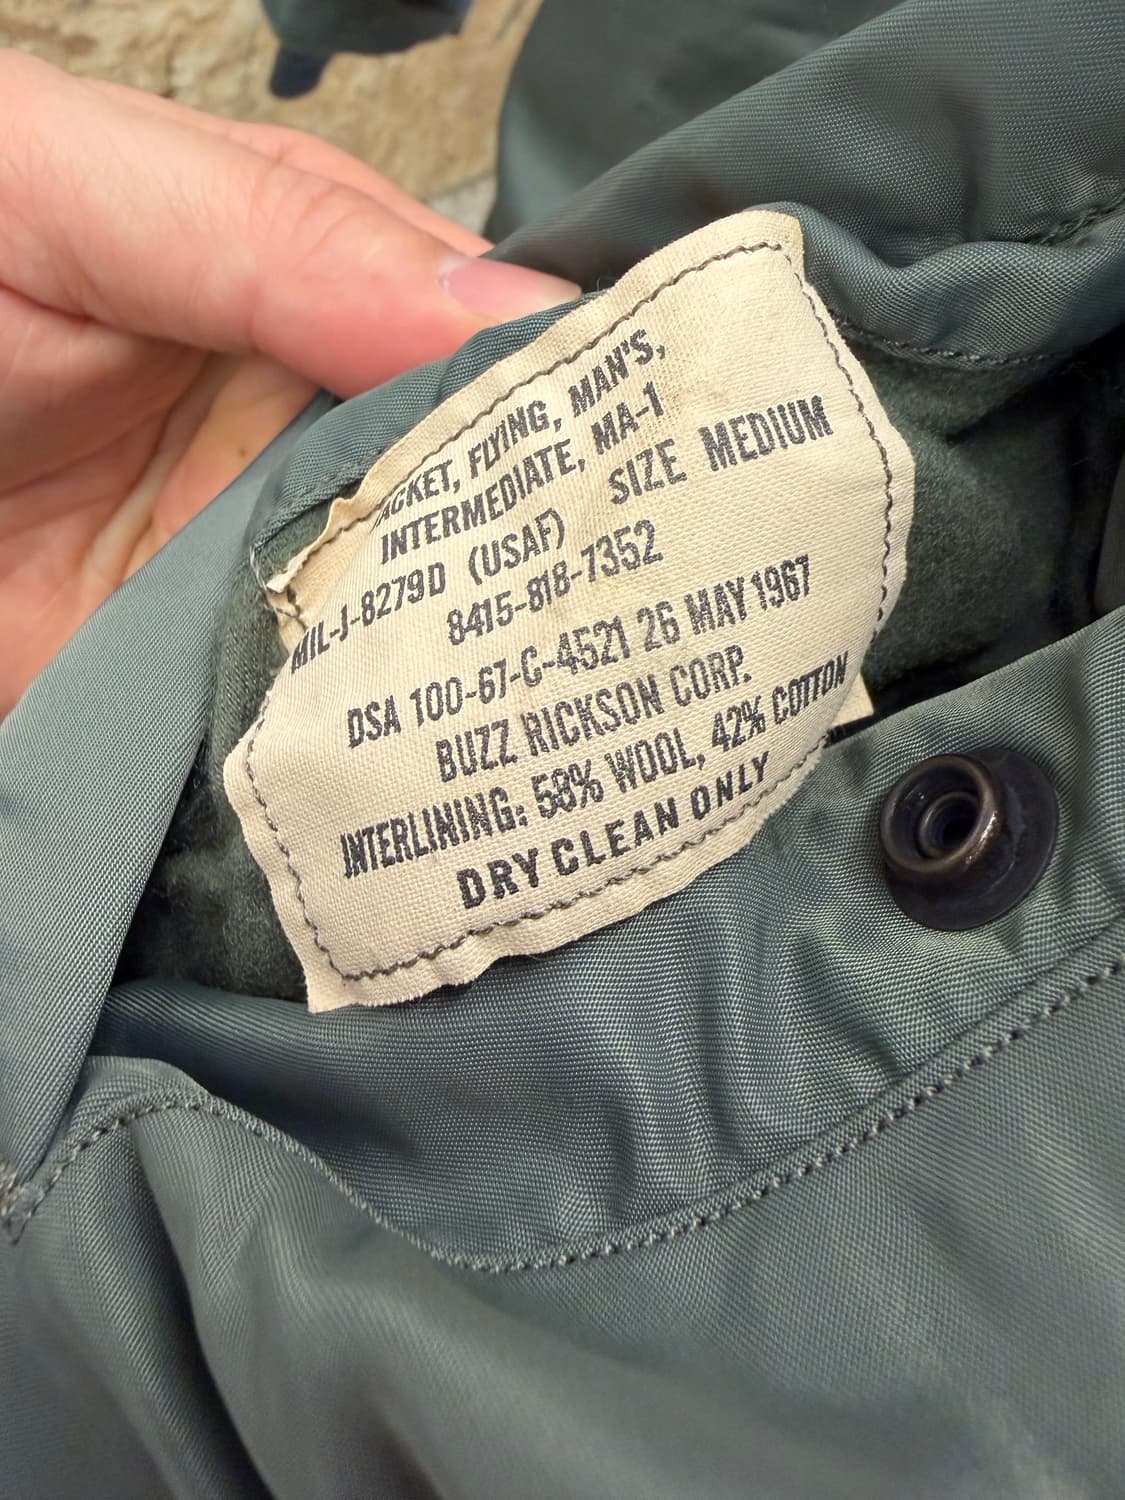 JACKET, FLYING, MAN'S,
INTERMEDIATE, MA-1
MIL-J-8279D (USAF) SIZE MEDIUM
8415-818-7352
DSA 100-67-C-4521 26 MAY 1967
BUZZ RICKSON CORP.
INTERLINING: 58% WOOL, 42% COTTON
DRY CLEAN ONLY